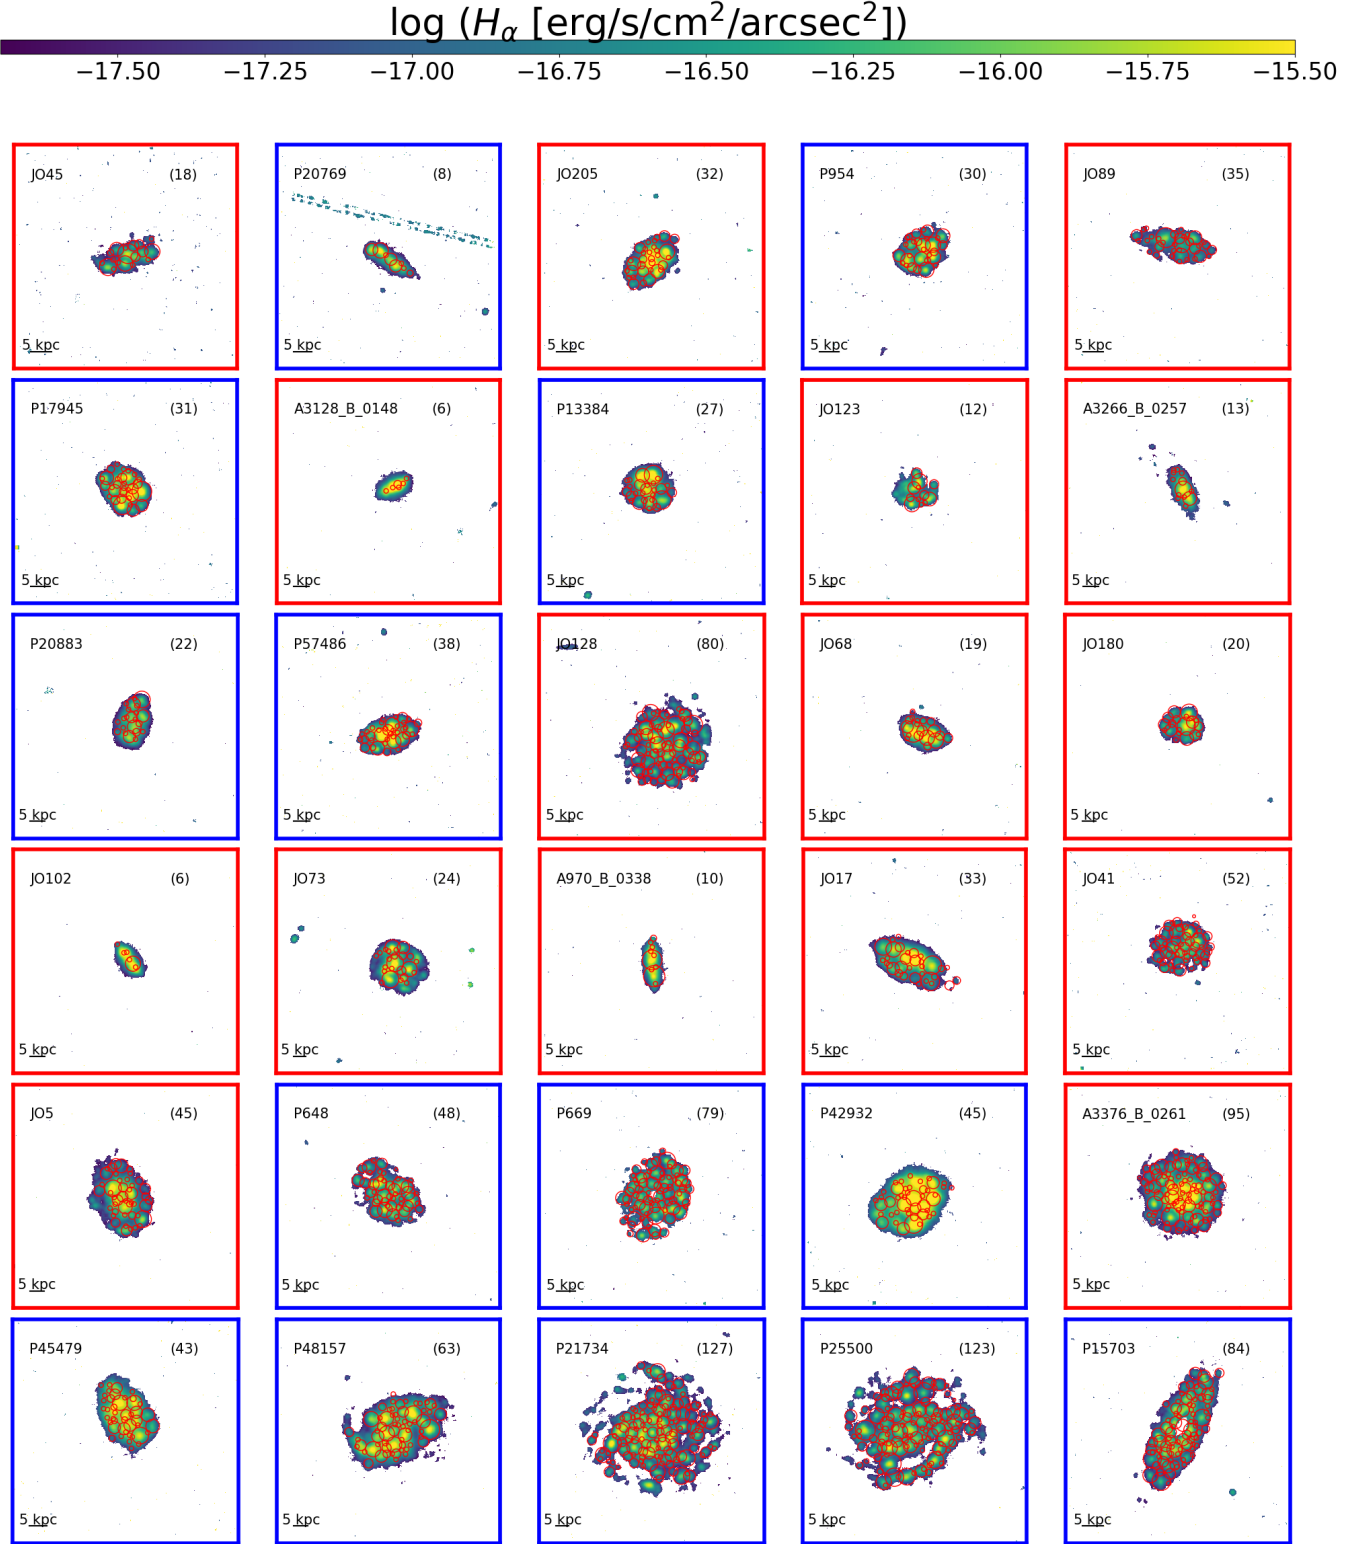 log (Hα [erg/s/cm²/arcsec²])
−17.50 −17.25 −17.00 −16.75 −16.50 −16.25 −16.00 −15.75 −15.50
JO45 (18) P20769 (8) JO205 (32) P954 (30) JO89 (35)
5 kpc 5 kpc 5 kpc 5 kpc 5 kpc
P17945 (31) A3128_B_0148 (6) P13384 (27) JO123 (12) A3266_B_0257 (13)
5 kpc 5 kpc 5 kpc 5 kpc 5 kpc
P20883 (22) P57486 (38) JO128 (80) JO68 (19) JO180 (20)
5 kpc 5 kpc 5 kpc 5 kpc 5 kpc
JO102 (6) JO73 (24) A970_B_0338 (10) JO17 (33) JO41 (52)
5 kpc 5 kpc 5 kpc 5 kpc 5 kpc
JO5 (45) P648 (48) P669 (79) P42932 (45) A3376_B_0261 (95)
5 kpc 5 kpc 5 kpc 5 kpc 5 kpc
P45479 (43) P48157 (63) P21734 (127) P25500 (123) P15703 (84)
5 kpc 5 kpc 5 kpc 5 kpc 5 kpc